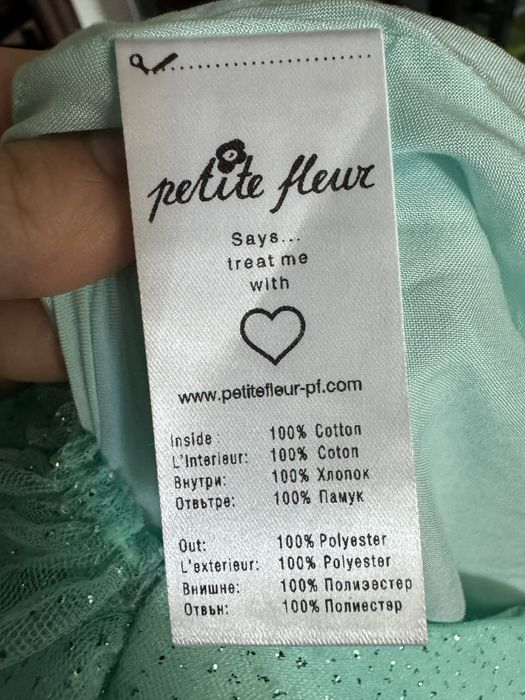 petite fleur
Says...
treat me
with
www.petitefleur-pf.com
Inside : 100% Cotton
L'Interieur: 100% Coton
Внутри: 100% Хлопок
Отвътре: 100% Памук
Out: 100% Polyester
L'exterieur: 100% Polyester
Внишне: 100% Полиэзстер
Отвън: 100% Полиестер